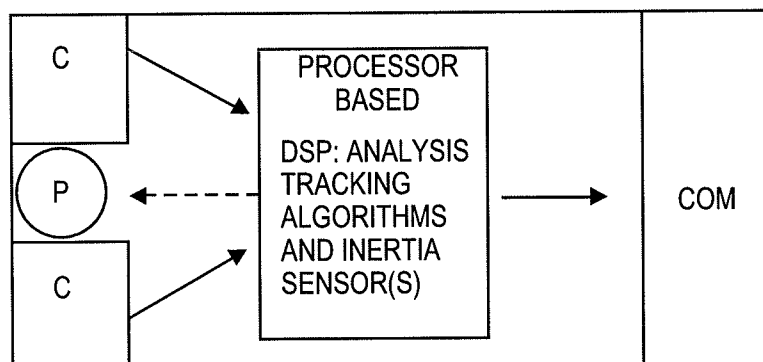 C
P
C
PROCESSOR
BASED
DSP: ANALYSIS
TRACKING
ALGORITHMS
AND INERTIA
SENSOR(S)
COM